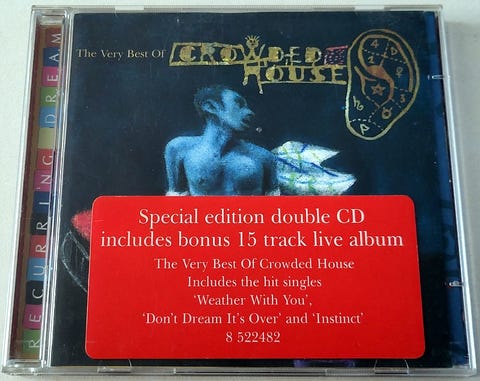 RECURRING DREAM
The Very Best Of
CROWDED
HOUSE
Special edition double CD
includes bonus 15 track live album
The Very Best Of Crowded House
Includes the hit singles
'Weather With You',
'Don't Dream It's Over' and 'Instinct'
8 522482